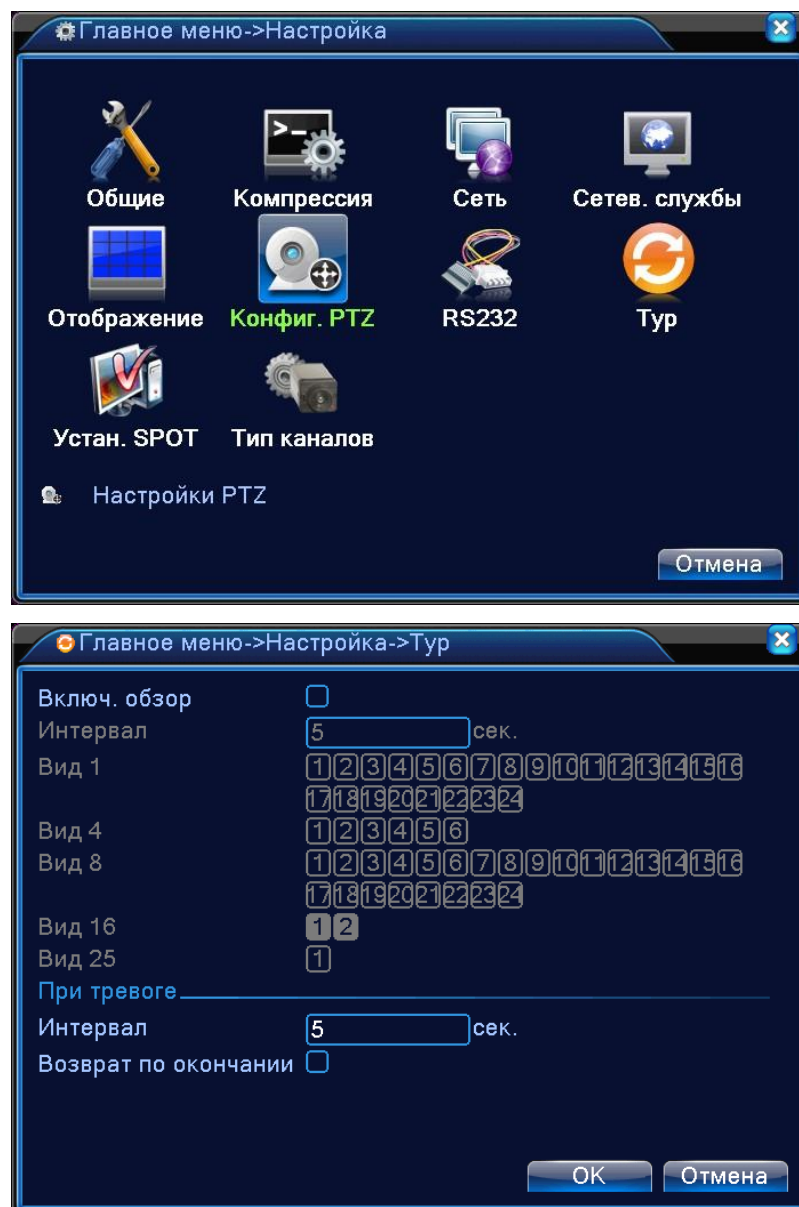 Главное меню->Настройка
Общие Компрессия Сеть Сетев. службы
Отображение Конфиг. PTZ RS232 Тур
Устан. SPOT Тип каналов
Настройки PTZ
Отмена
Главное меню->Настройка->Тур
Включ. обзор
Интервал 5 сек.
Вид 1 1 2 3 4 5 6 7 8 9 10 11 12 13 14 15 16
17 18 19 20 21 22 23 24
Вид 4 1 2 3 4 5 6
Вид 8 1 2 3 4 5 6 7 8 9 10 11 12 13 14 15 16
17 18 19 20 21 22 23 24
Вид 16 1 2
Вид 25 1
При тревоге
Интервал 5 сек.
Возврат по окончании
OK Отмена